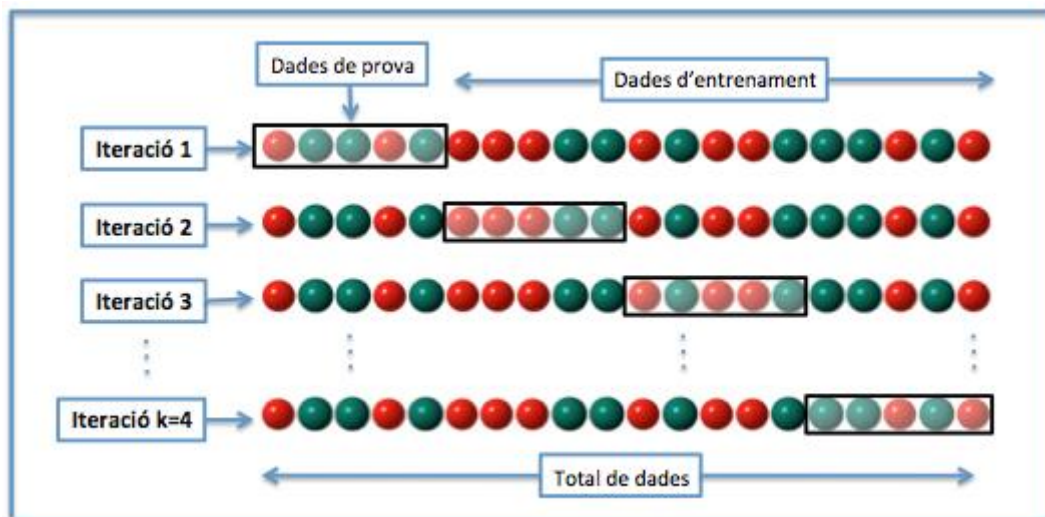 Dades de prova
Dades d'entrenament
Iteració 1
Iteració 2
Iteració 3
Iteració k=4
Total de dades